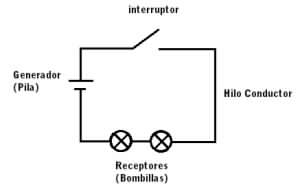 interruptor
Generador
(Pila)
Hilo Conductor
Receptores
(Bombillas)